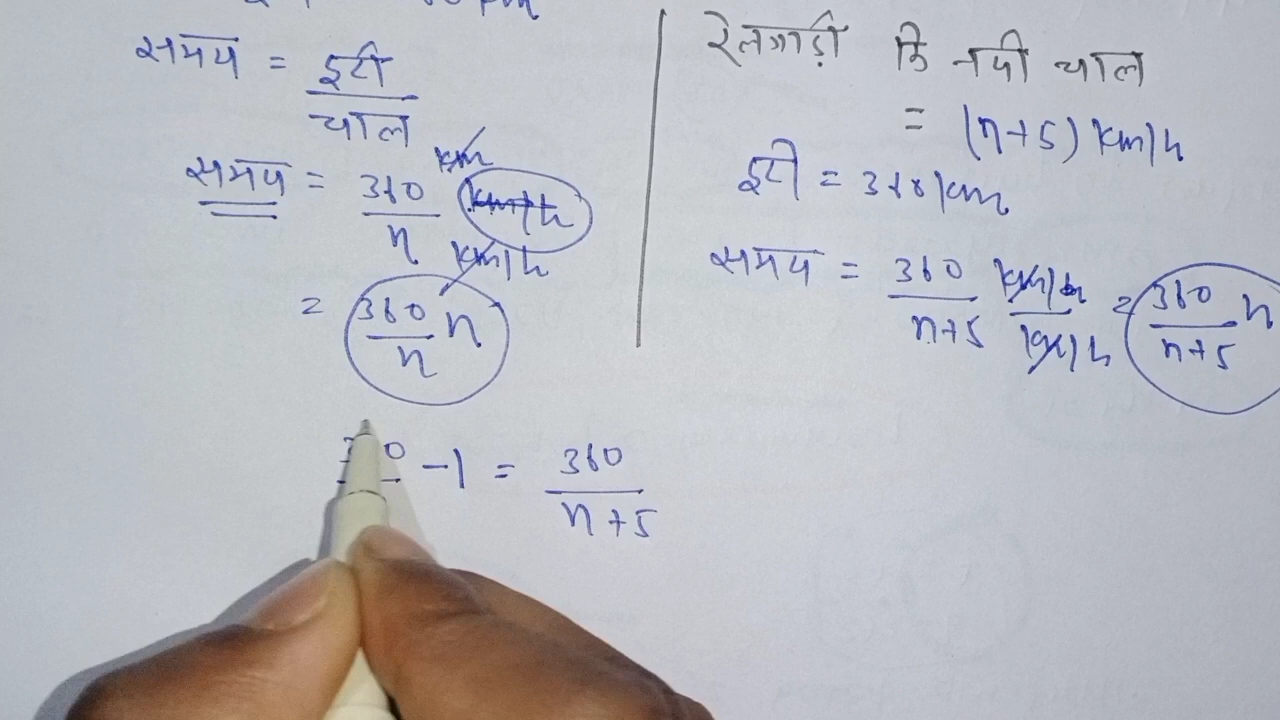 समय = दूरी
चाल
समय = 360 km
n km/h
= 360 h
n
रेलगाड़ी कि नयी चाल
= (n+5) km/h
दूरी = 360 km
समय = 360 km/h = 360 h
n+5 km/h n+5
360 - 1 = 360
n+5